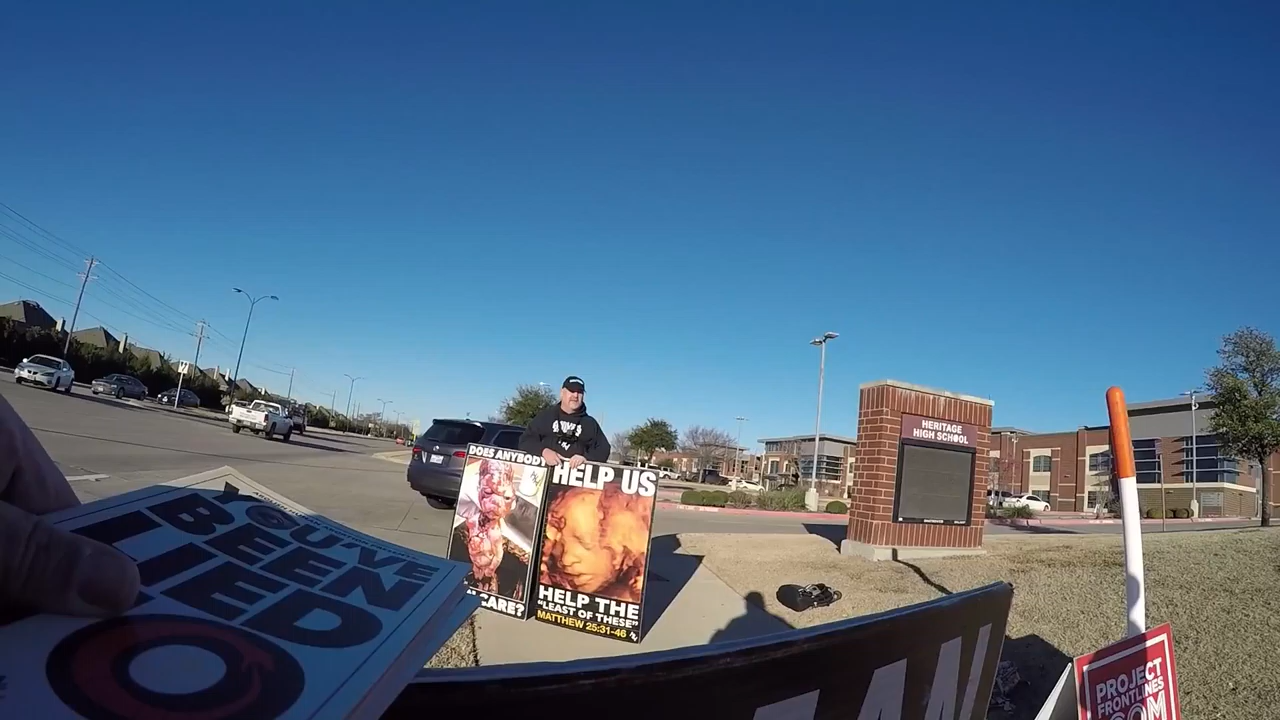 YOU'VE
BEEN
LIED
DOES ANYBODY
CARE?
HELP US
HELP THE
"LEAST OF THESE"
MATTHEW 25:31-46
HERITAGE
HIGH SCHOOL
PROJECT
FRONTLINES
.COM